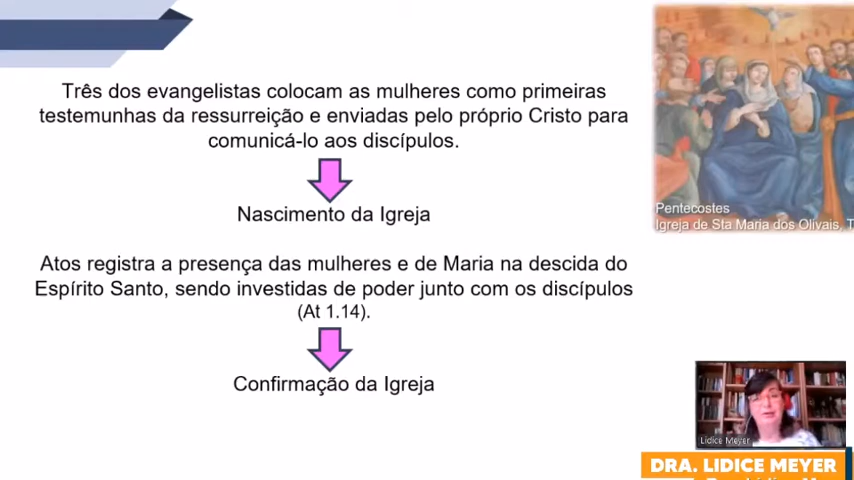 Três dos evangelistas colocam as mulheres como primeiras
testemunhas da ressurreição e enviadas pelo próprio Cristo para
comunicá-lo aos discípulos.
Nascimento da Igreja
Atos registra a presença das mulheres e de Maria na descida do
Espírito Santo, sendo investidas de poder junto com os discípulos
(At 1.14).
Confirmação da Igreja
Pentecostes
Igreja de Sta Maria dos Olivais, T
Lidice Meyer
DRA. LIDICE MEYER